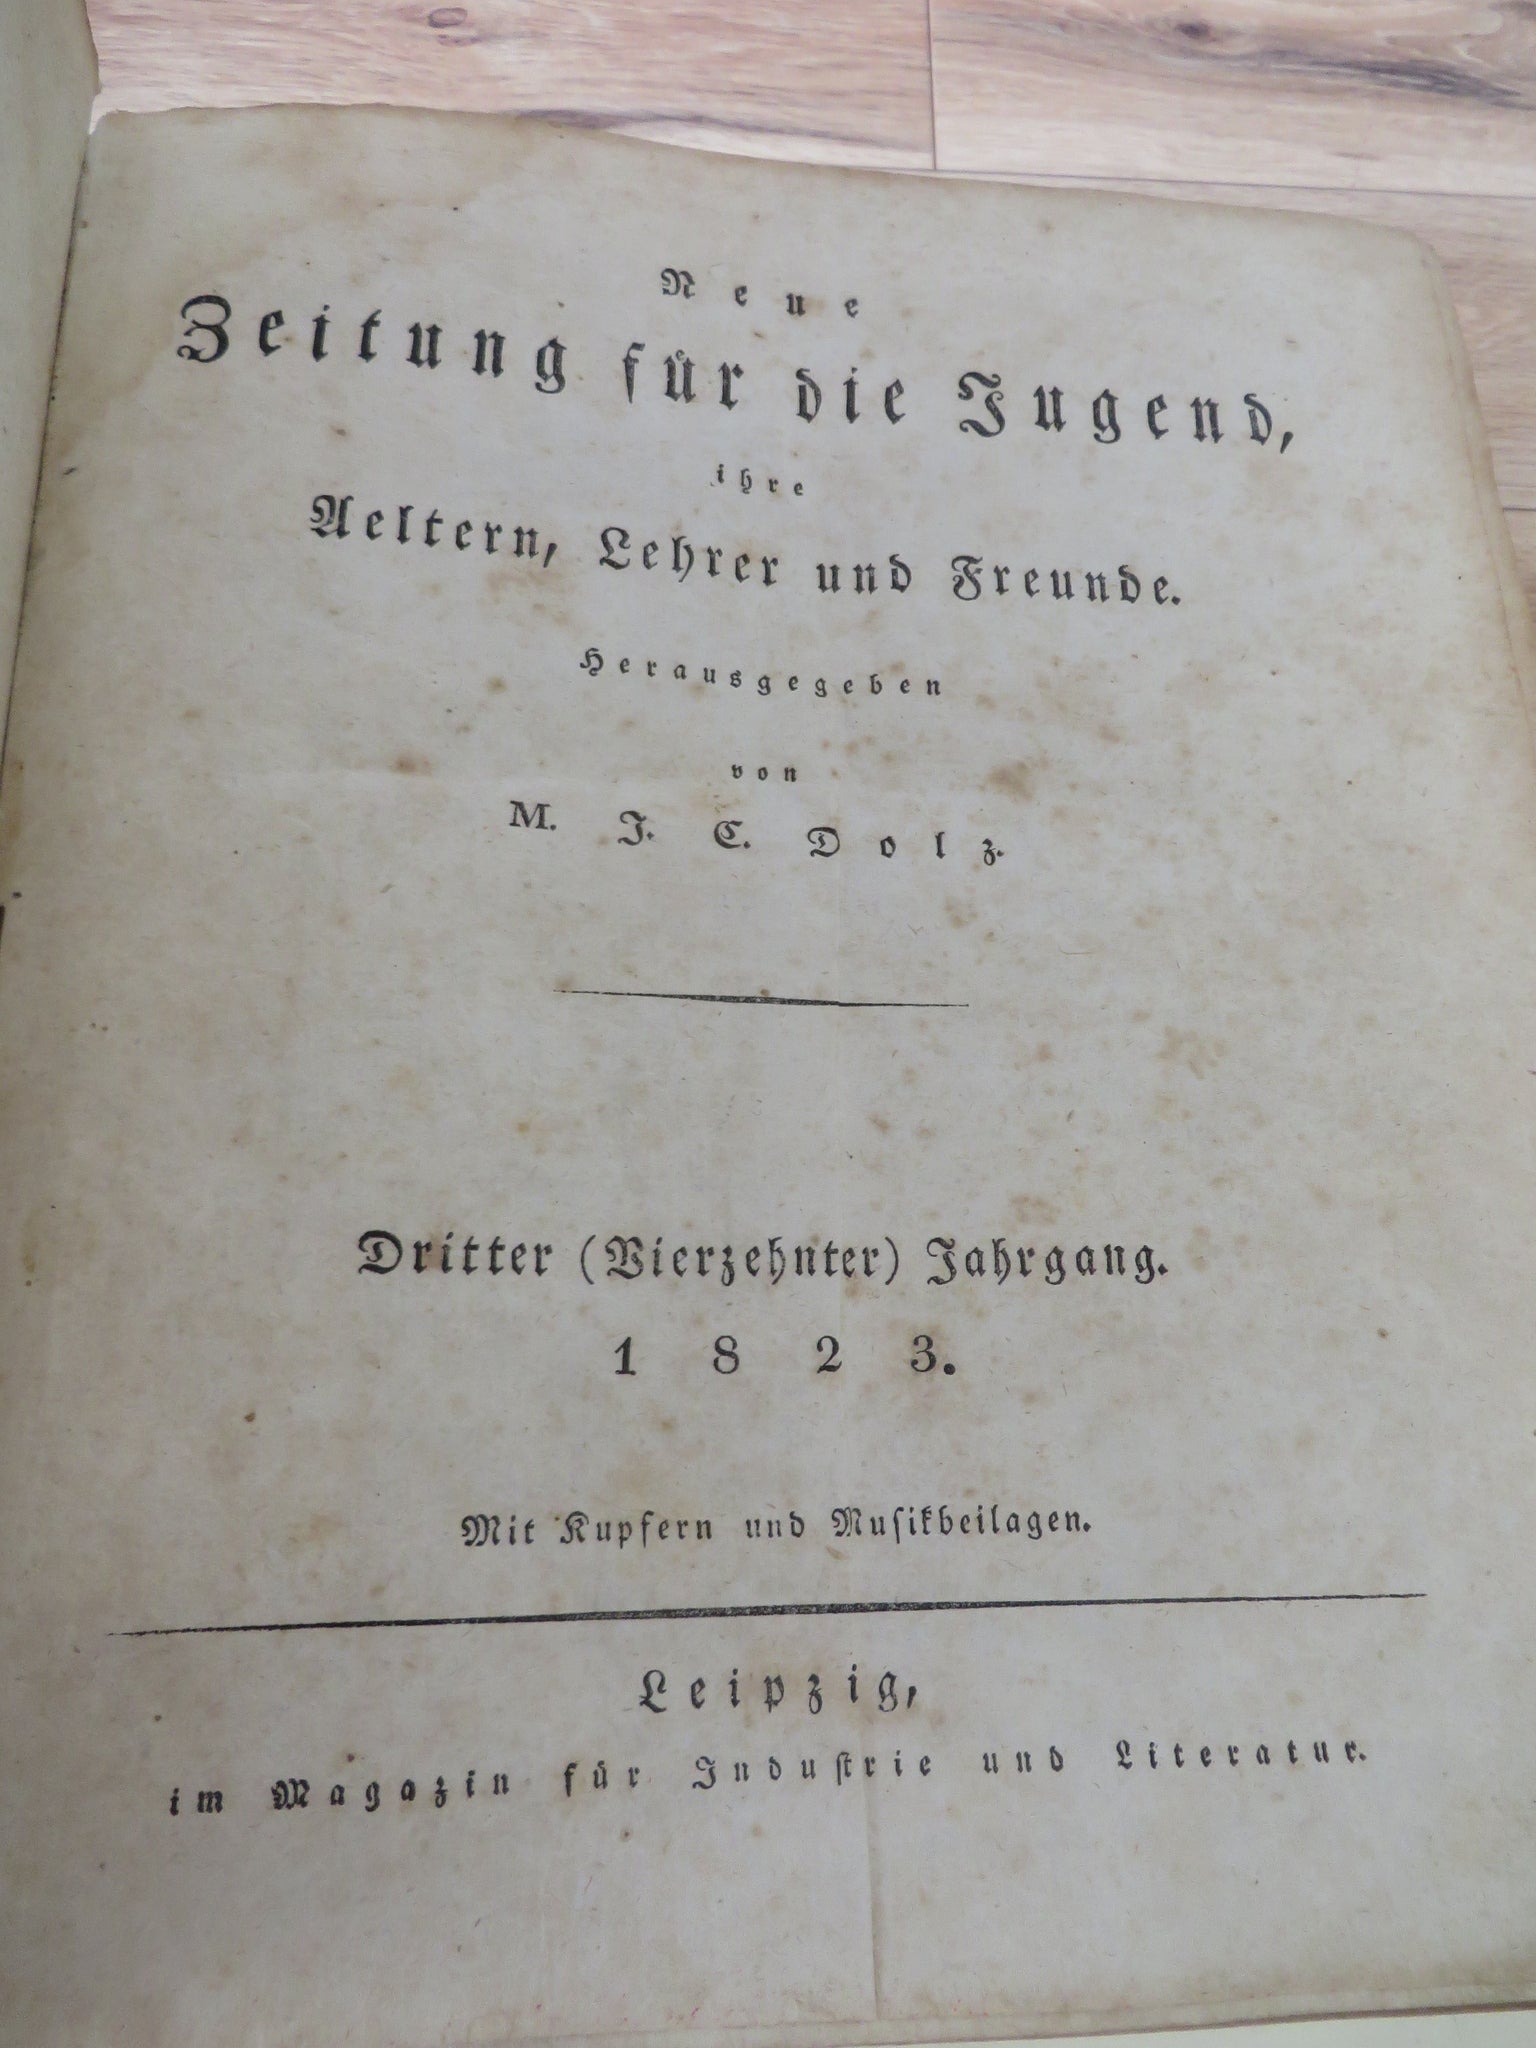 Neue
Zeitung für die Jugend,
ihre
Aeltern, Lehrer und Freunde.
Herausgegeben
von
M. J. C. Dolz.
Dritter (Vierzehnter) Jahrgang.
1823.
Mit Kupfern und Muſikbeilagen.
Leipzig,
im Magazin für Induſtrie und Literatur.